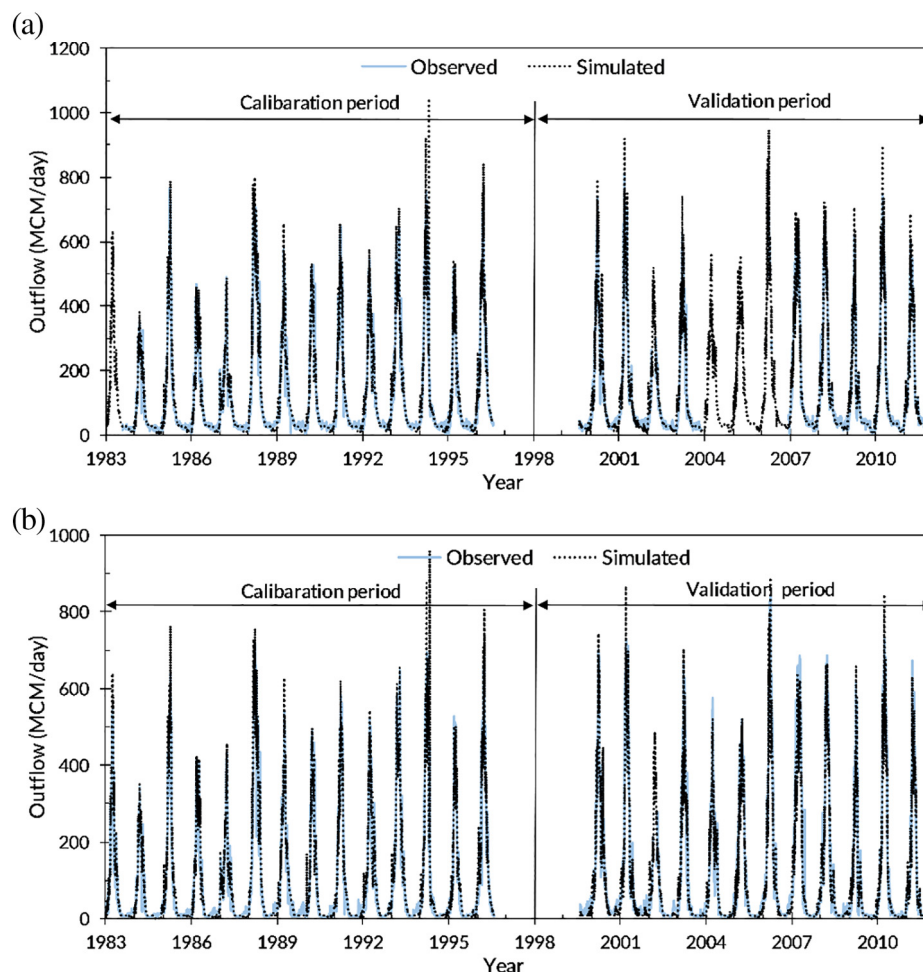 (a)
1200
Observed Simulated
Calibaration period Validation period
1000
800
600
400
200
0
Outflow (MCM/day)
1983 1986 1989 1992 1995 1998 2001 2004 2007 2010
Year
(b)
1000
Observed Simulated
Calibaration period Validation period
800
600
400
200
0
Outflow (MCM/day)
1983 1986 1989 1992 1995 1998 2001 2004 2007 2010
Year